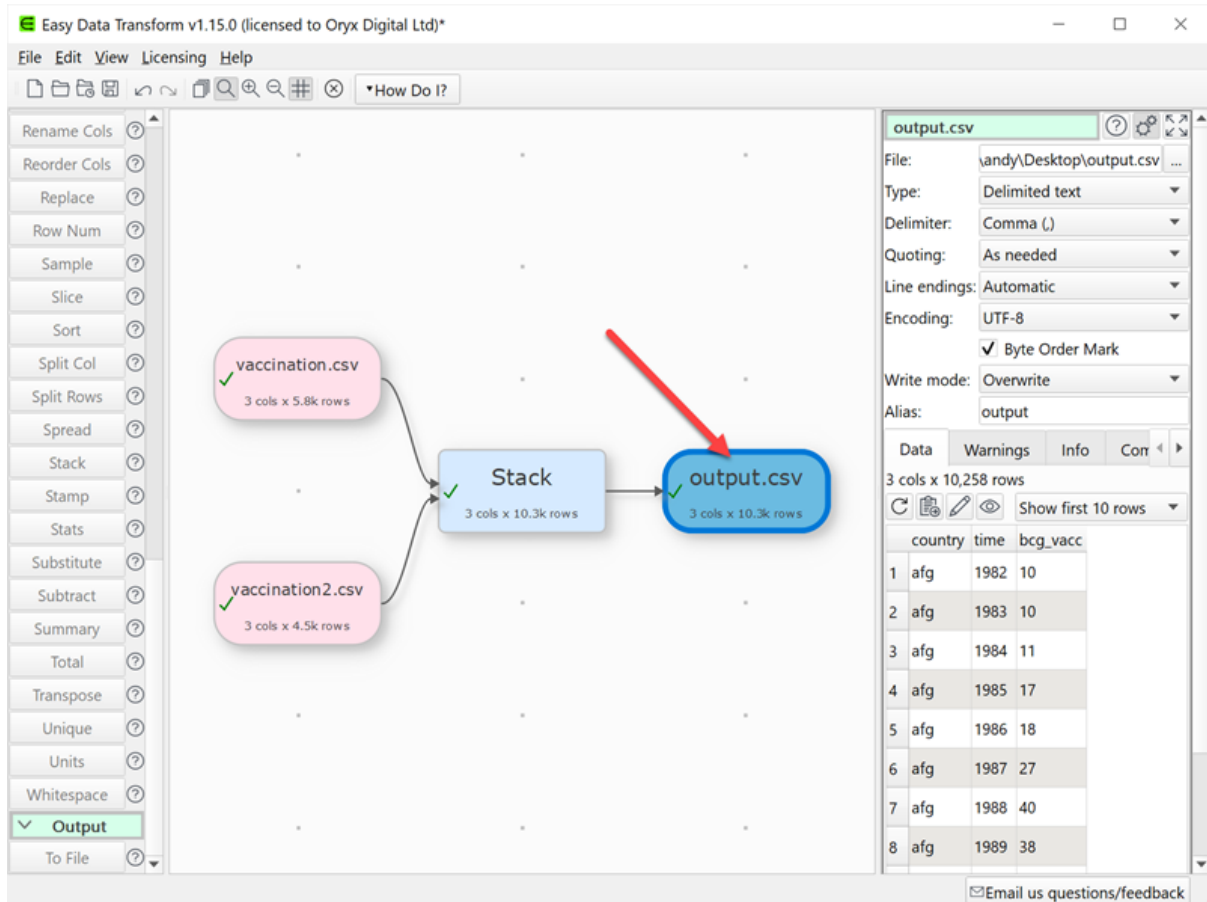 Easy Data Transform v1.15.0 (licensed to Oryx Digital Ltd)*
File Edit View Licensing Help
How Do I?
Rename Cols
Reorder Cols
Replace
Row Num
Sample
Slice
Sort
Split Col
Split Rows
Spread
Stack
Stamp
Stats
Substitute
Subtract
Summary
Total
Transpose
Unique
Units
Whitespace
Output
To File
vaccination.csv
3 cols x 5.8k rows
vaccination2.csv
3 cols x 4.5k rows
Stack
3 cols x 10.3k rows
output.csv
3 cols x 10.3k rows
output.csv
File: \andy\Desktop\output.csv ...
Type: Delimited text
Delimiter: Comma (,)
Quoting: As needed
Line endings: Automatic
Encoding: UTF-8
Byte Order Mark
Write mode: Overwrite
Alias: output
Data Warnings Info
3 cols x 10,258 rows
Show first 10 rows
country time bcg_vacc
1 afg 1982 10
2 afg 1983 10
3 afg 1984 11
4 afg 1985 17
5 afg 1986 18
6 afg 1987 27
7 afg 1988 40
8 afg 1989 38
Email us questions/feedback